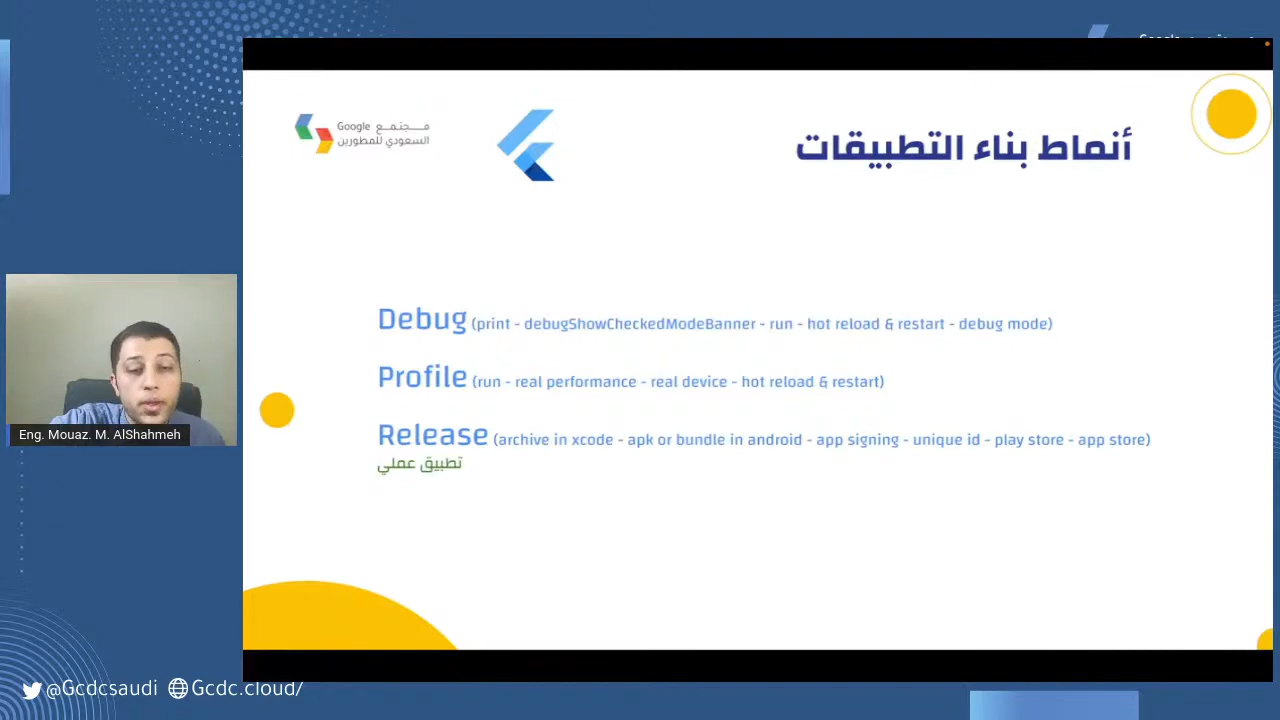 Google مجتمع
السعودي للمطورين
أنماط بناء التطبيقات
Debug (print - debugShowCheckedModeBanner - run - hot reload & restart - debug mode)
Profile (run - real performance - real device - hot reload & restart)
Release (archive in xcode - apk or bundle in android - app signing - unique id - play store - app store)
تطبيق عملي
Eng. Mouaz. M. AlShahmeh
@Gcdcsaudi Gcdc.cloud/